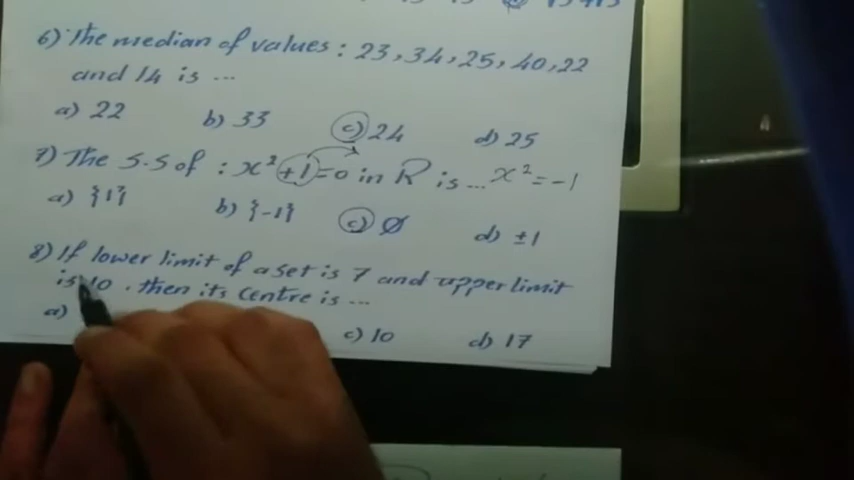 6) The median of values : 23, 34, 25, 40, 22
and 14 is ...
a) 22 b) 33 c) 24 d) 25
7) The S.S of : x² +1 = 0 in R is ... x² = -1
a) {1} b) {-1} c) Ø d) ±1
8) If lower limit of a set is 7 and upper limit
is 10 . then its Centre is ...
a) c) 10 d) 17